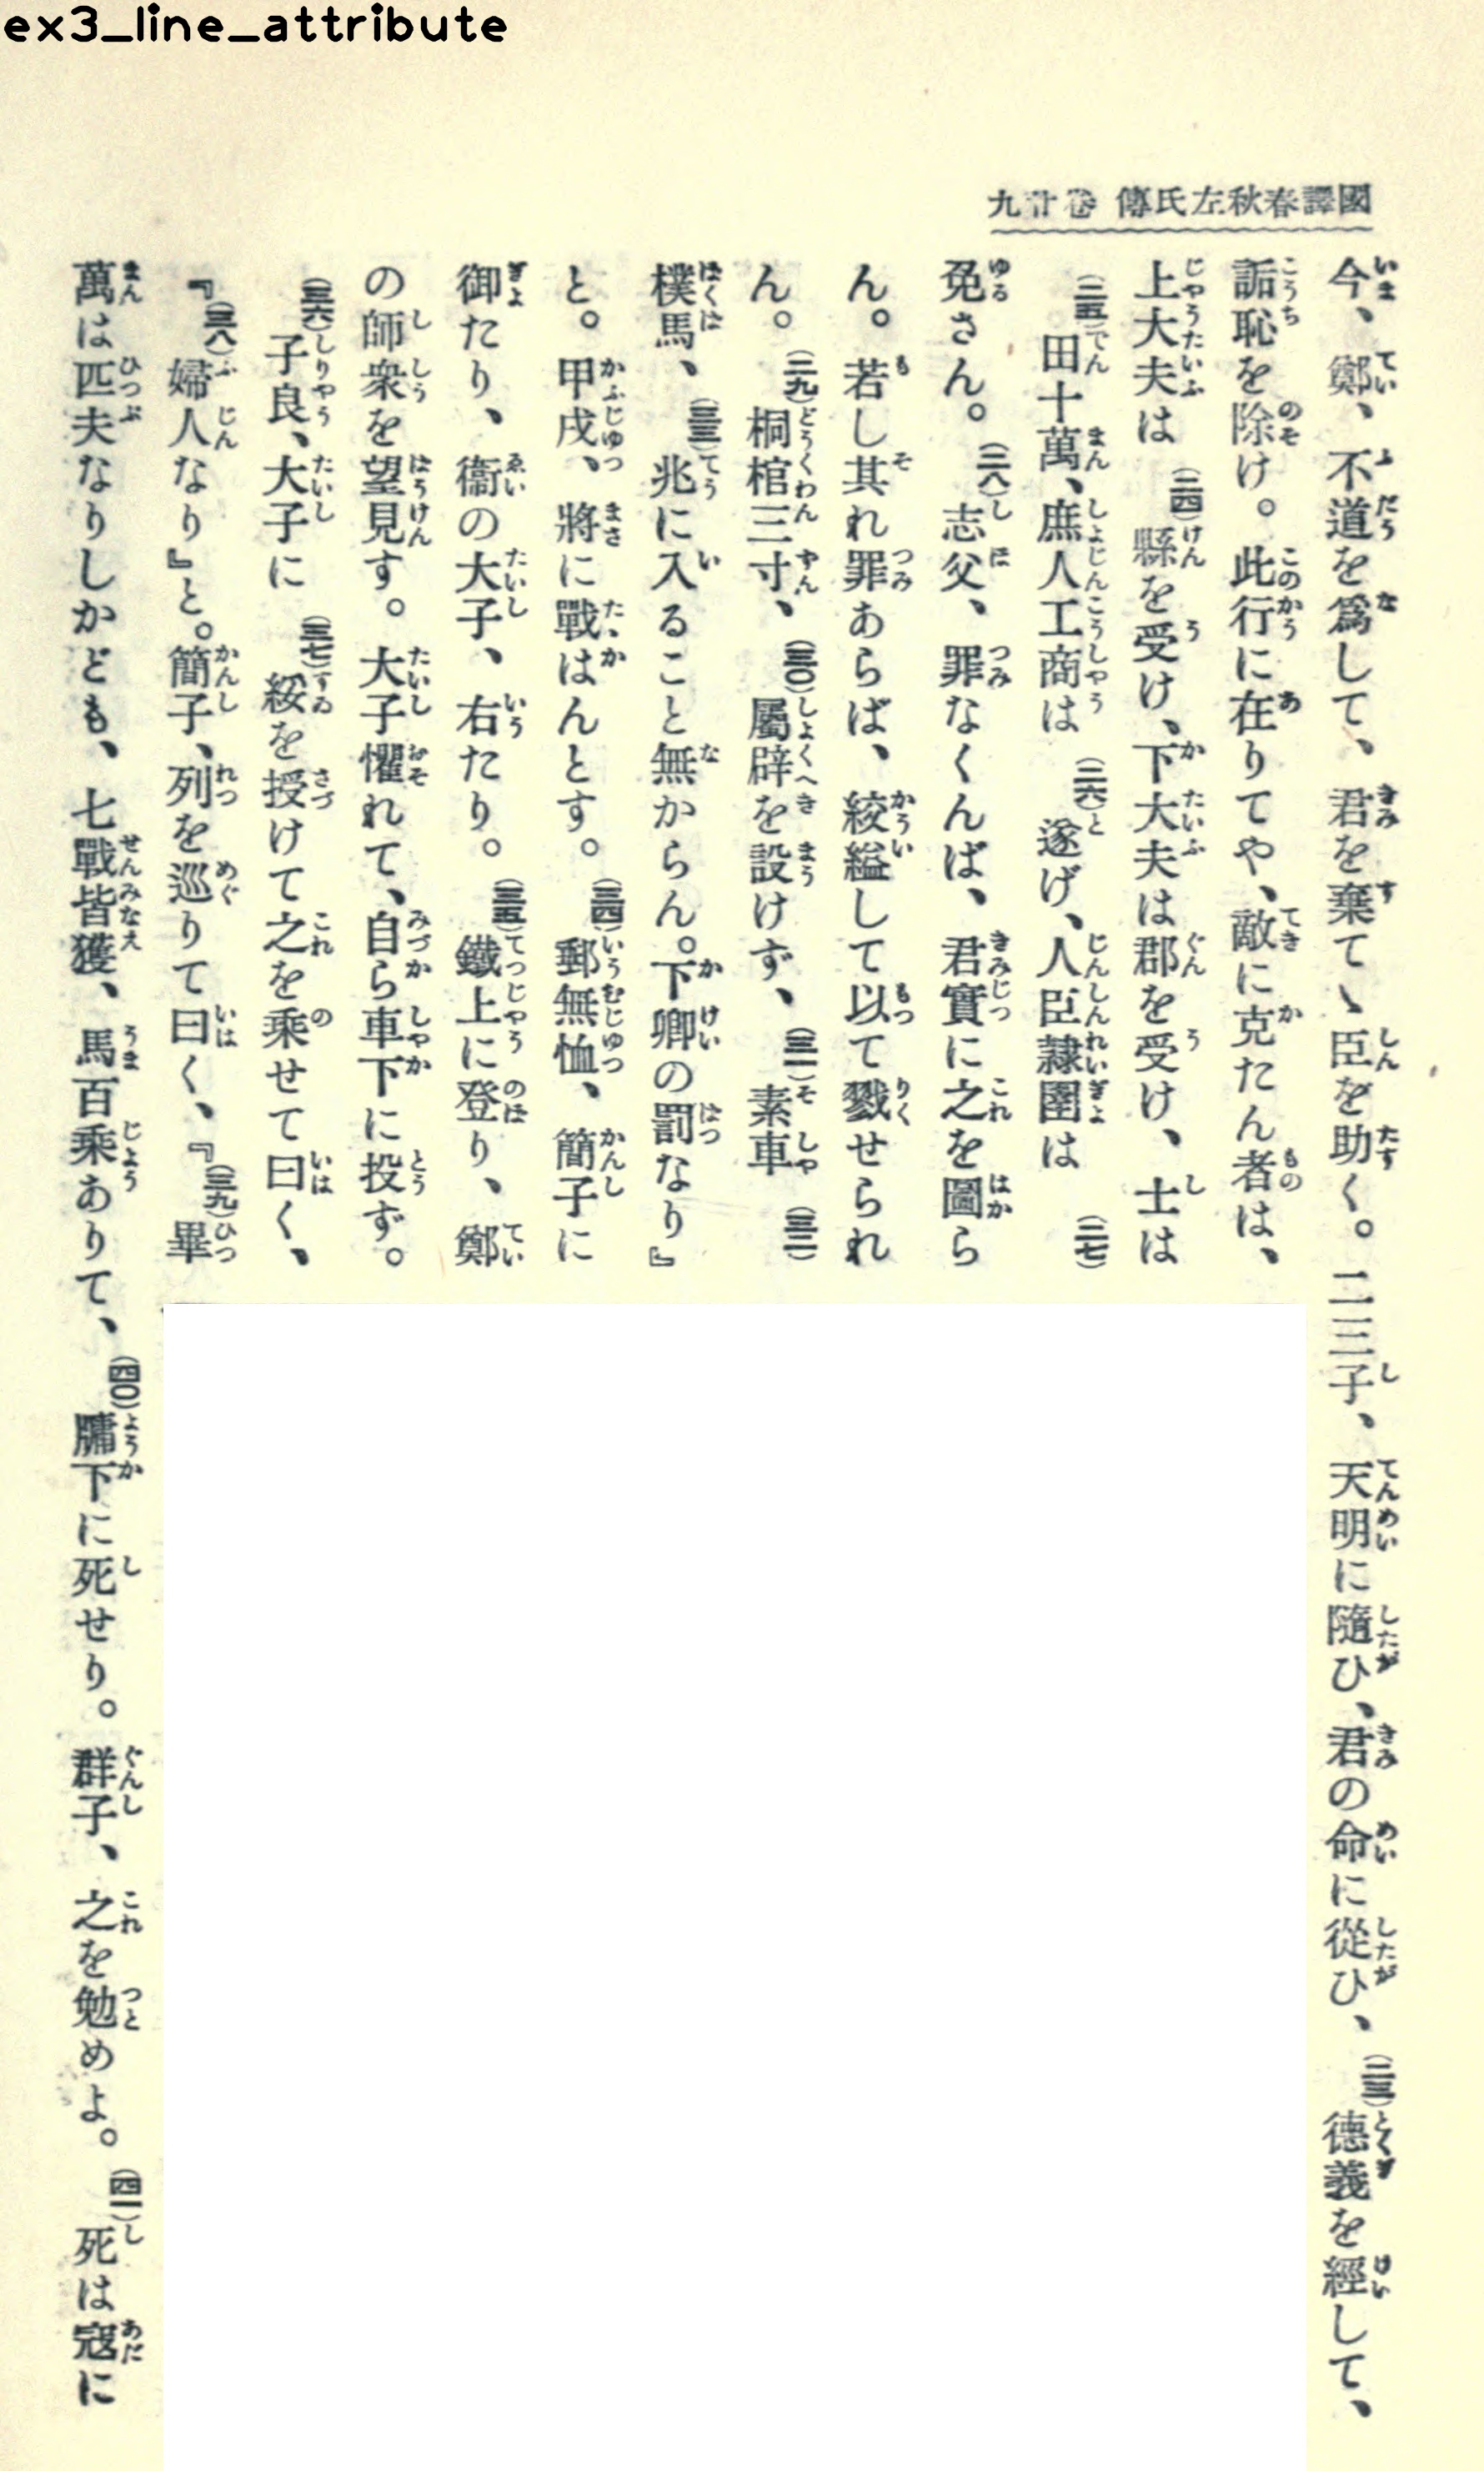 ex3_line_attribute
國譯春秋左氏傳 卷廿九
今、鄭、不道を爲して、君を棄てゝ臣を助く。二三子、天明に隨ひ、君の命に從ひ、(二三)德義を經して、
詬恥を除け。此行に在りてや、敵に克たん者は、
上大夫は(二四)縣を受け、下大夫は郡を受け、士は
(二五)田十萬、庶人工商は(二六)遂げ、人臣隷圉は(二七)
免さん。(二八)志父、罪なくんば、君實に之を圖ら
ん。若し其れ罪あらば、絞縊して以て戮せられ
ん。(二九)桐棺三寸、(三〇)屬辟を設けず、(三一)素車(三二)
樸馬、(三三)兆に入ること無からん。下卿の罰なり』
と。甲戌、將に戰はんとす。(三四)郵無恤、簡子に
御たり、衞の大子、右たり。(三五)鐵上に登り、鄭
の師衆を望見す。大子懼れて、自ら車下に投ず。
(三六)子良、大子に(三七)綏を授けて之を乘せて曰く、
『(三八)婦人なり』と。簡子、列を巡りて曰く、『(三九)畢
萬は匹夫なりしかども、七戰皆獲、馬百乘ありて、(四〇)牖下に死せり。群子、之を勉めよ。(四一)死は寇に